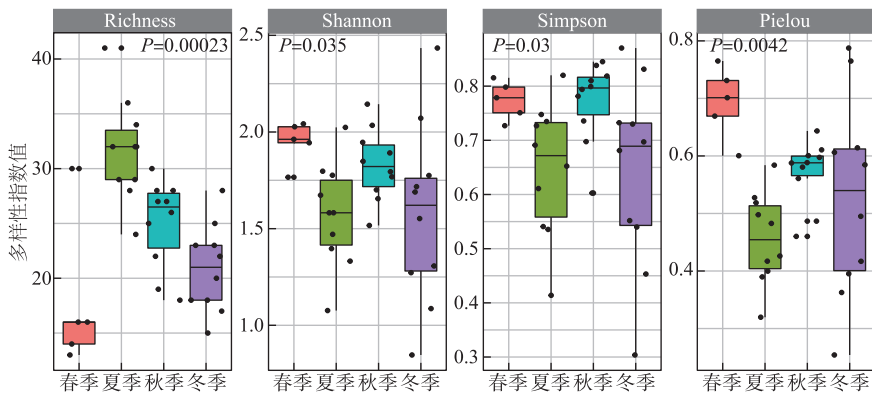 Richness
Shannon
Simpson
Pielou
P=0.00023
P=0.035
P=0.03
P=0.0042
多样性指数值
40
30
20
2.5
2.0
1.5
1.0
0.8
0.7
0.6
0.5
0.4
0.3
0.8
0.6
0.4
春季 夏季 秋季 冬季
春季 夏季 秋季 冬季
春季 夏季 秋季 冬季
春季 夏季 秋季 冬季